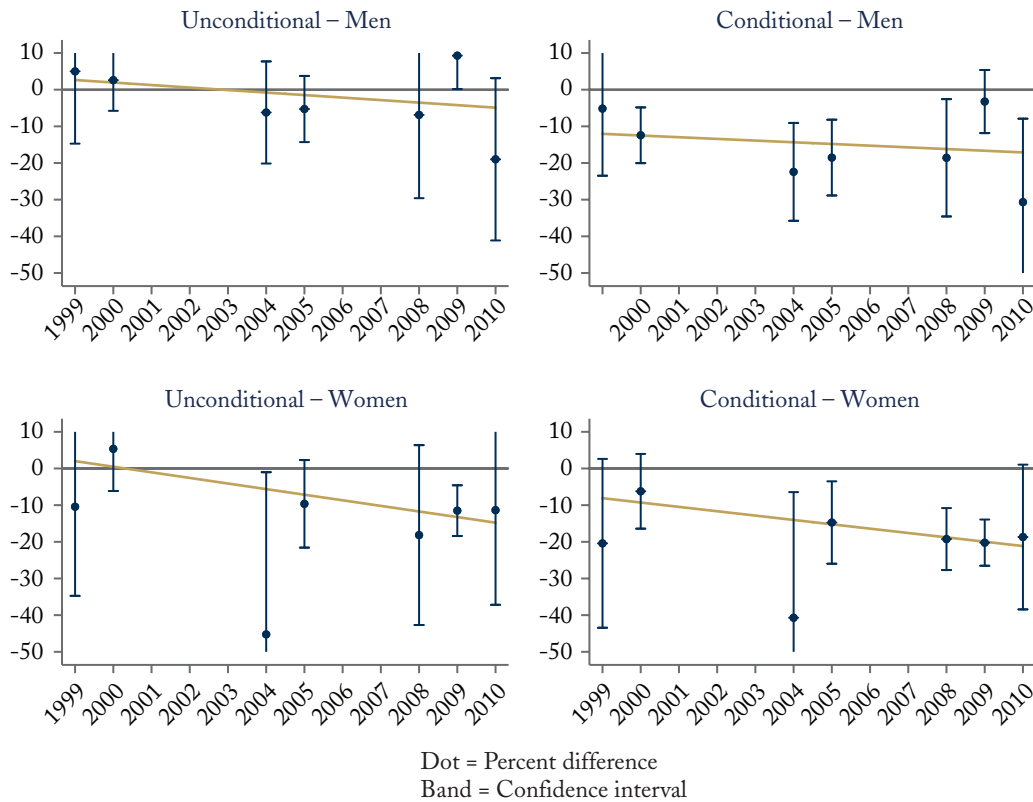 Unconditional – Men
10
0
-10
-20
-30
-40
-50
1999 2000 2001 2002 2003 2004 2005 2006 2007 2008 2009 2010
Conditional – Men
10
0
-10
-20
-30
-40
-50
2000 2001 2002 2003 2004 2005 2006 2007 2008 2009 2010
Unconditional – Women
10
0
-10
-20
-30
-40
-50
1999 2000 2001 2002 2003 2004 2005 2006 2007 2008 2009 2010
Conditional – Women
10
0
-10
-20
-30
-40
-50
1999 2000 2001 2002 2003 2004 2005 2006 2007 2008 2009 2010
Dot = Percent difference
Band = Confidence interval